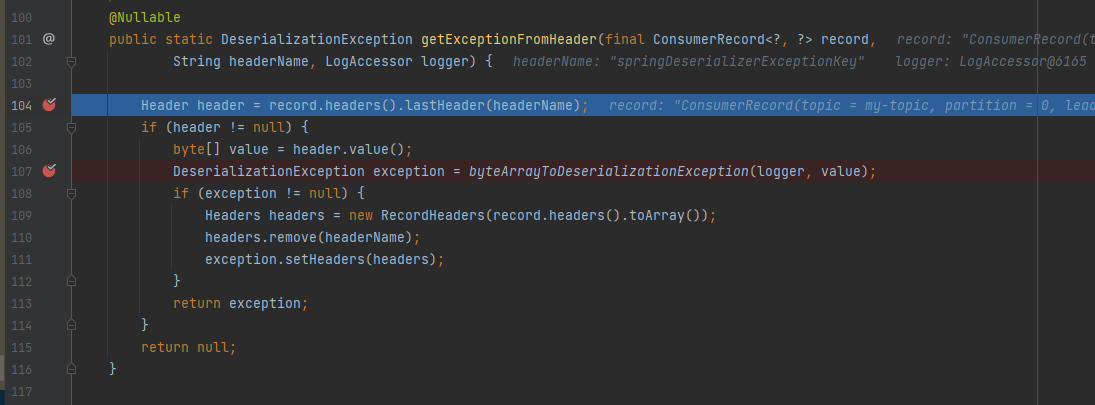 100 @Nullable
101 @ public static DeserializationException getExceptionFromHeader(final ConsumerRecord<?, ?> record, record: "ConsumerRecord(t
102 String headerName, LogAccessor logger) { headerName: "springDeserializerExceptionKey" logger: LogAccessor@6165
103
104 Header header = record.headers().lastHeader(headerName); record: "ConsumerRecord(topic = my-topic, partition = 0, lead
105 if (header != null) {
106 byte[] value = header.value();
107 DeserializationException exception = byteArrayToDeserializationException(logger, value);
108 if (exception != null) {
109 Headers headers = new RecordHeaders(record.headers().toArray());
110 headers.remove(headerName);
111 exception.setHeaders(headers);
112 }
113 return exception;
114 }
115 return null;
116 }
117